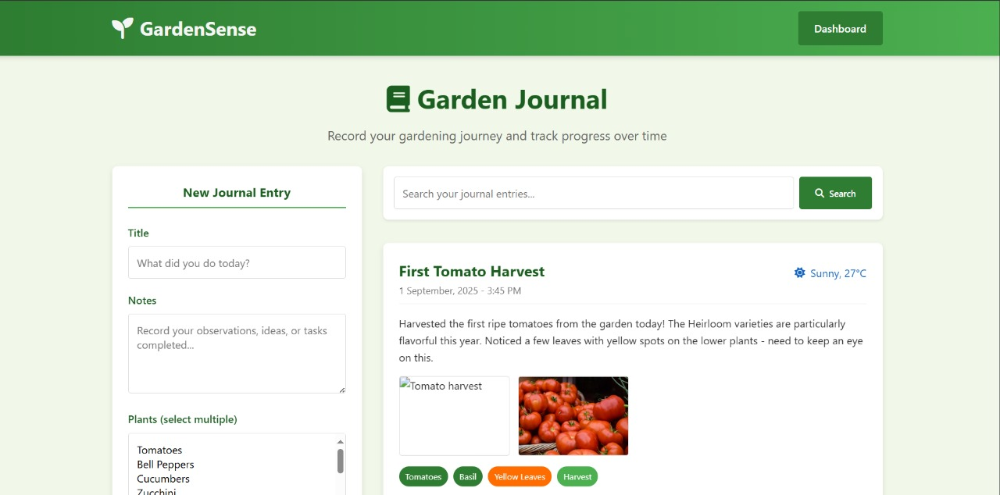 GardenSense
Dashboard
Garden Journal
Record your gardening journey and track progress over time
New Journal Entry
Title
What did you do today?
Notes
Record your observations, ideas, or tasks
completed...
Plants (select multiple)
Tomatoes
Bell Peppers
Cucumbers
Zucchini
Search your journal entries...
Search
First Tomato Harvest
Sunny, 27°C
1 September, 2025 - 3:45 PM
Harvested the first ripe tomatoes from the garden today! The Heirloom varieties are particularly
flavorful this year. Noticed a few leaves with yellow spots on the lower plants - need to keep an eye
on this.
Tomato harvest
Tomatoes
Basil
Yellow Leaves
Harvest